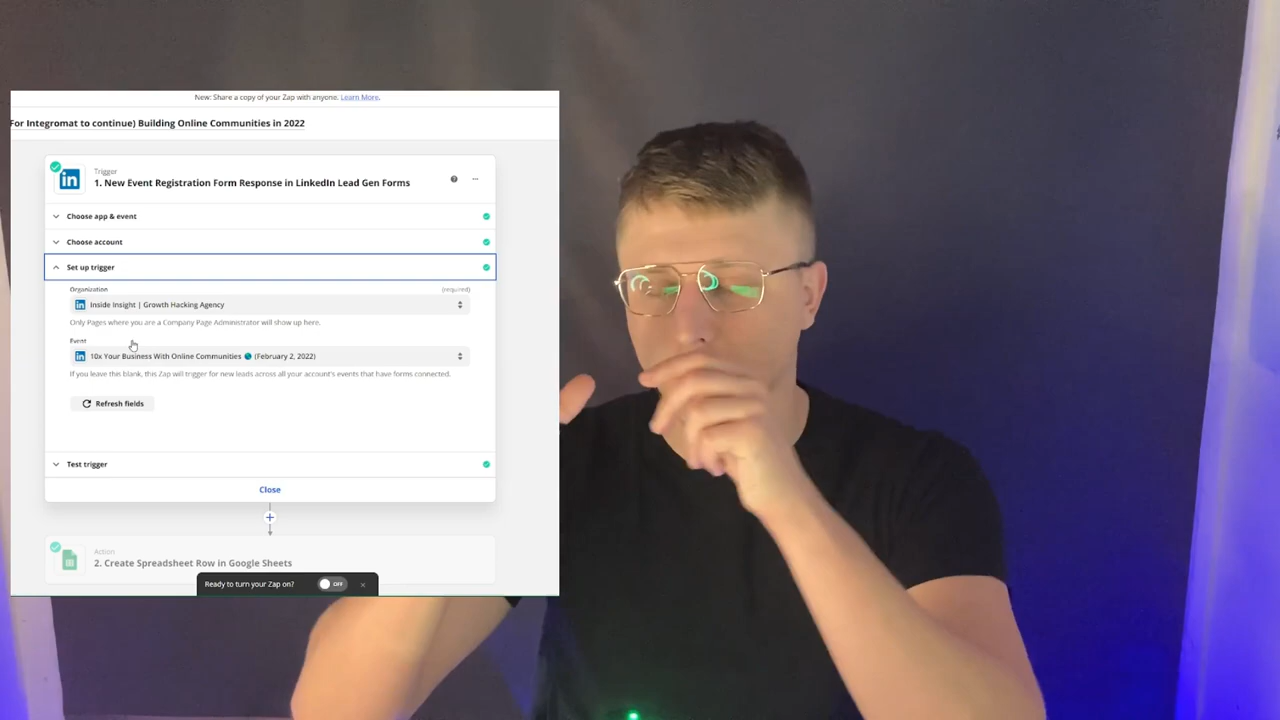 New: Share a copy of your Zap with anyone. Learn More.
For Integromat to continue) Building Online Communities in 2022
Trigger
1. New Event Registration Form Response in LinkedIn Lead Gen Forms
Choose app & event
Choose account
Set up trigger
Organization (required)
in Inside Insight | Growth Hacking Agency
Only Pages where you are a Company Page Administrator will show up here.
Event
in 10x Your Business With Online Communities (February 2, 2022)
If you leave this blank, this Zap will trigger for new leads across all your account's events that have forms connected.
Refresh fields
Test trigger
Close
Action
2. Create Spreadsheet Row in Google Sheets
Ready to turn your Zap on? OFF